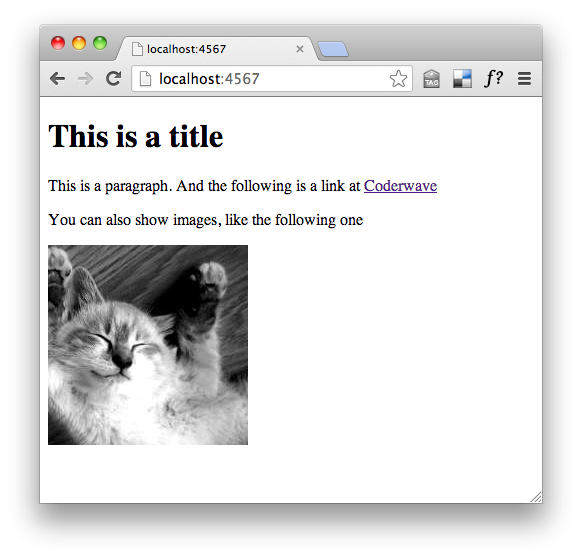 localhost:4567
localhost:4567
TAG
f?
This is a title
This is a paragraph. And the following is a link at Coderwave
You can also show images, like the following one